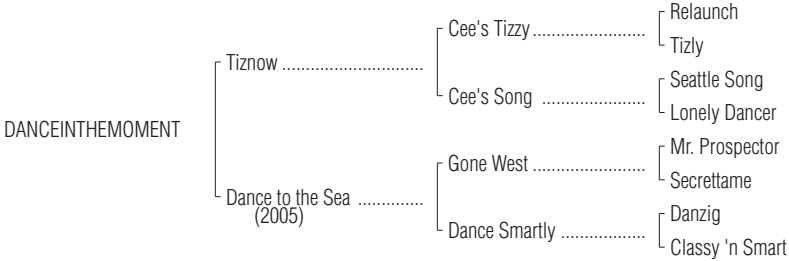 Relaunch
Cee's Tizzy ........................
Tizly
Tiznow ..............................
Seattle Song
Cee's Song ......................
Lonely Dancer
DANCEINTHEMOMENT
Mr. Prospector
Gone West ........................
Secrettame
Dance to the Sea ..............
(2005)
Danzig
Dance Smartly ..................
Classy 'n Smart